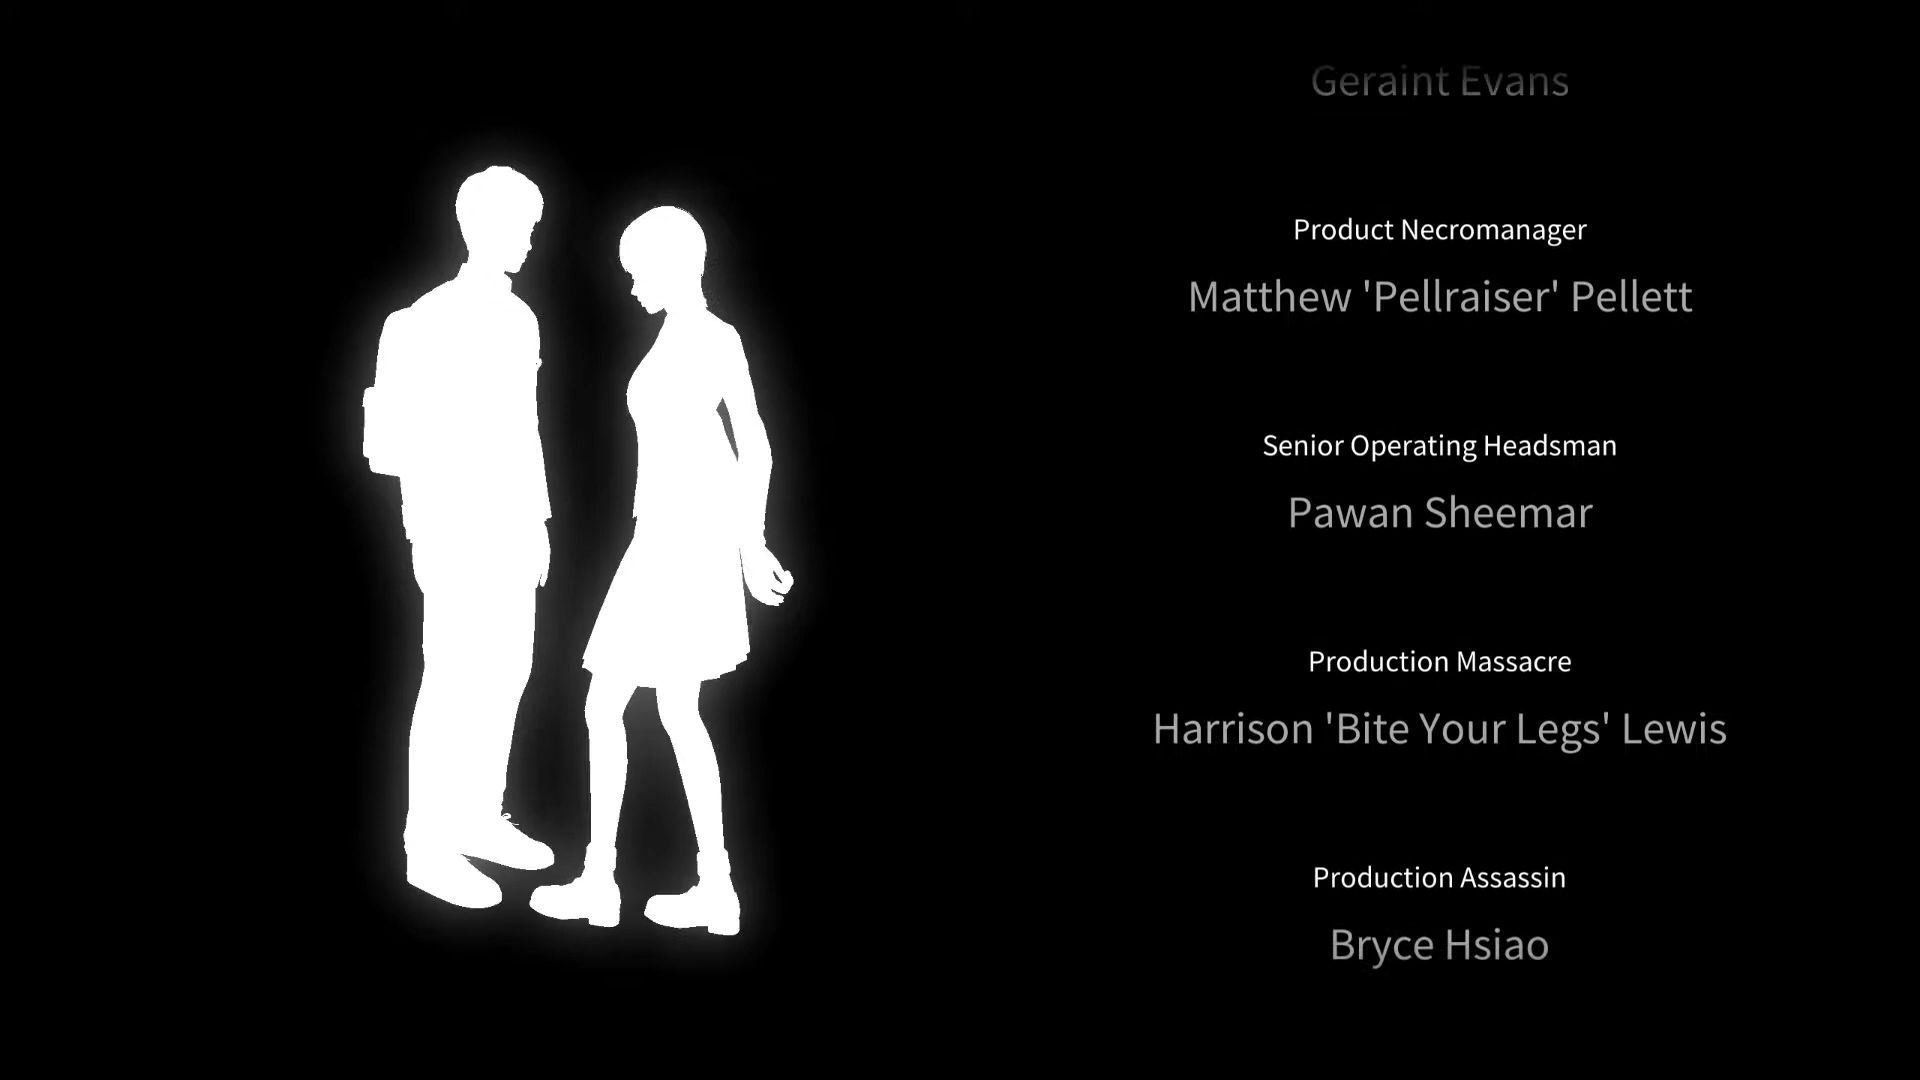 Geraint Evans
Product Necromanager
Matthew 'Pellraiser' Pellett
Senior Operating Headsman
Pawan Sheemar
Production Massacre
Harrison 'Bite Your Legs' Lewis
Production Assassin
Bryce Hsiao